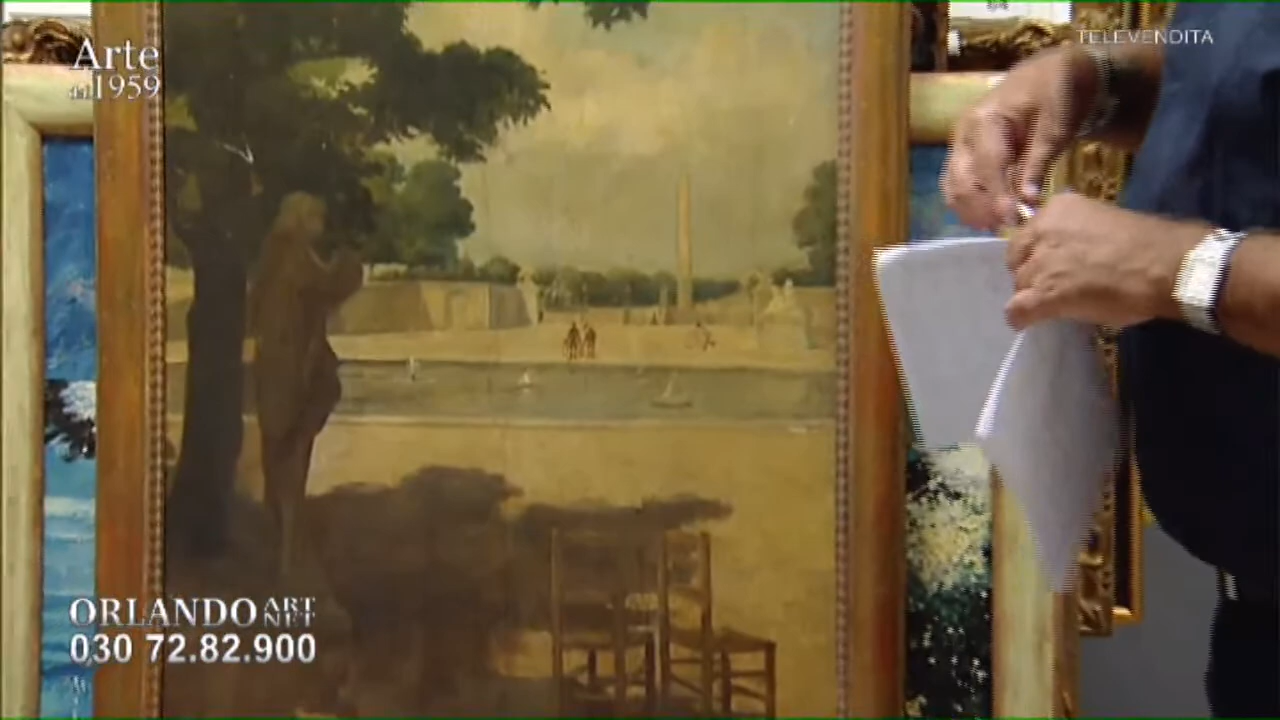 Arte
dal 1959
TELEVENDITA
ORLANDO ART NET
030 72.82.900